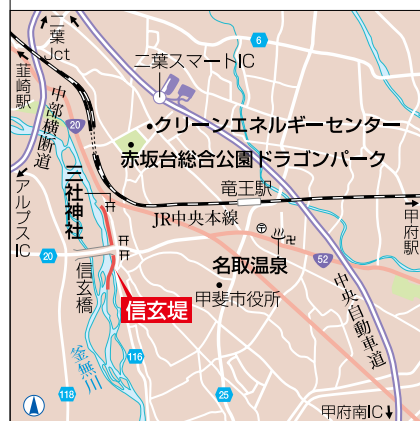 二葉
Jct
韮崎駅
中部横断道
20
6
二葉スマートIC
クリーンエネルギーセンター
赤坂台総合公園ドラゴンパーク
三社神社
竜王駅
アルプスIC
JR中央本線
甲府駅
20
信玄橋
名取温泉
52
甲斐市役所
信玄堤
中央自動車道
釜無川
116
118
25
甲府南IC